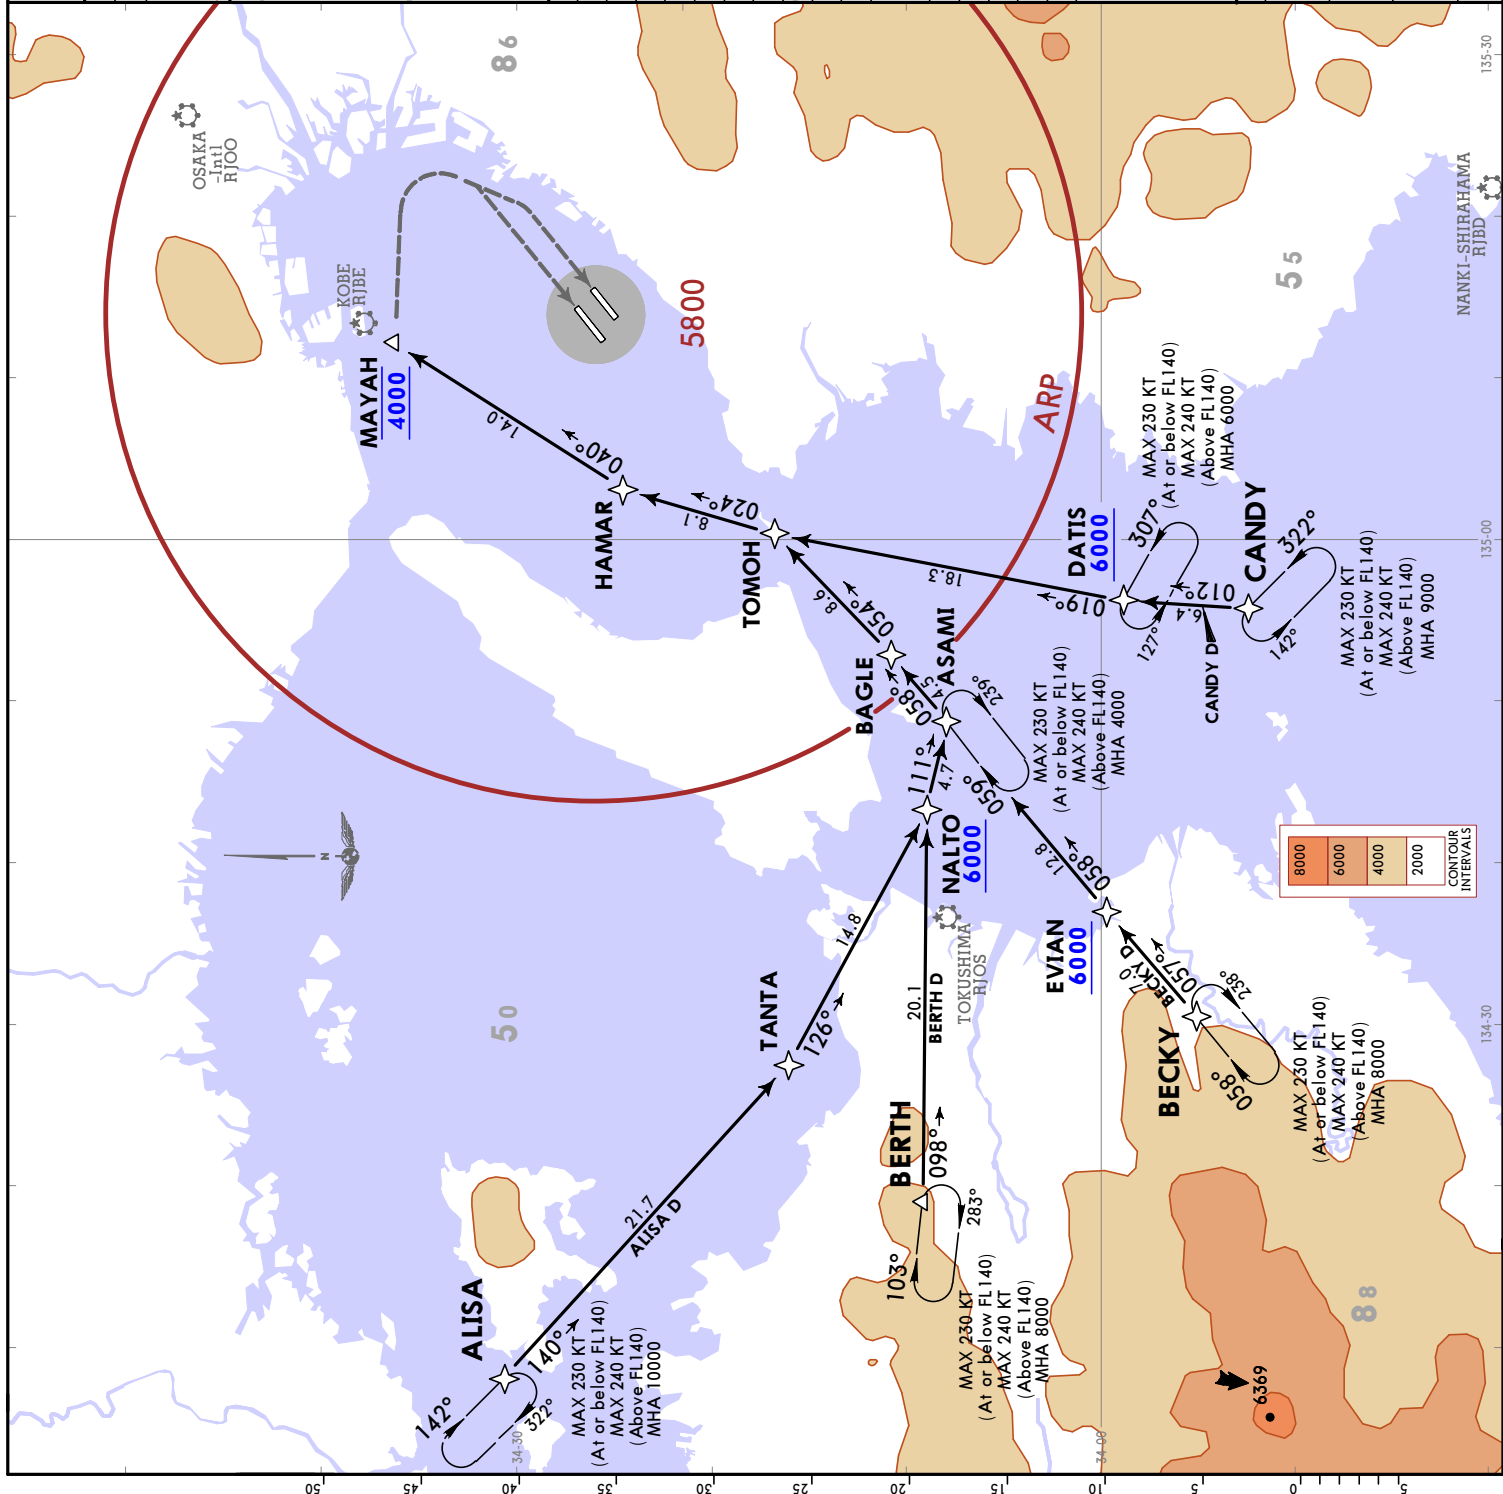 86
135-30
OSAKA
-Intl
RJOO
KOBE
RJBE
MAYAH
4000
5800
14.0
040°
HAMAR
024°
8.1
TOMOH
ARP
NANKI-SHIRAHAMA
RJBD
55
MAX 230 KT
(At or below FL140)
MAX 240 KT
(Above FL140)
MHA 6000
DATIS
6000
307°
127°
CANDY
322°
142°
012°
6.4
CANDY D
MAX 230 KT
(At or below FL140)
MAX 240 KT
(Above FL140)
MHA 9000
135-00
18.3
019°
8.6
054°
BAGLE
ASAMI
058°
4.5
239°
059°
MAX 230 KT
(At or below FL140)
MAX 240 KT
(Above FL140)
MHA 4000
111°
4.7
NALTO
6000
N
12.8
058°
EVIAN
6000
8000
6000
4000
2000
CONTOUR
INTERVALS
TOKUSHIMA
RJOS
14.8
TANTA
126°
20.1
BERTH D
50
7.0
BECKY D
057°
BECKY
238°
058°
MAX 230 KT
(At or below FL140)
MAX 240 KT
(Above FL140)
MHA 8000
134-30
BERTH
098°
103°
283°
MAX 230 KT
(At or below FL140)
MAX 240 KT
(Above FL140)
MHA 8000
21.7
ALISA D
ALISA
140°
142°
322°
MAX 230 KT
(At or below FL140)
MAX 240 KT
(Above FL140)
MHA 10000
88
6369
34-30
34-00
50
45
40
35
30
25
20
15
10
5
0
5